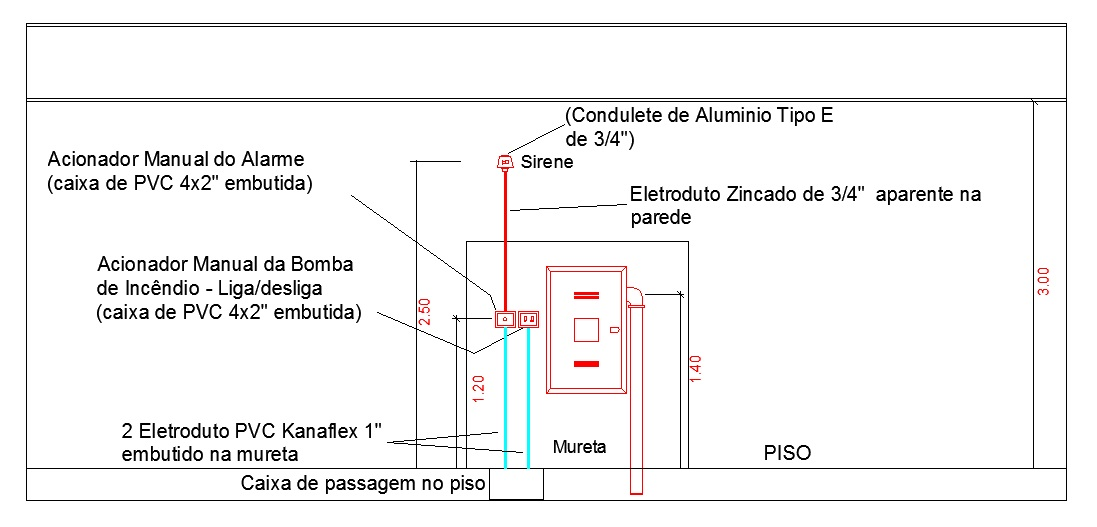 (Condulete de Aluminio Tipo E
de 3/4")
Sirene
Acionador Manual do Alarme
(caixa de PVC 4x2" embutida)
Eletroduto Zincado de 3/4" aparente na
parede
Acionador Manual da Bomba
de Incêndio - Liga/desliga
(caixa de PVC 4x2" embutida)
2.50
3.00
1.20
1.40
2 Eletroduto PVC Kanaflex 1"
embutido na mureta
Mureta
PISO
Caixa de passagem no piso